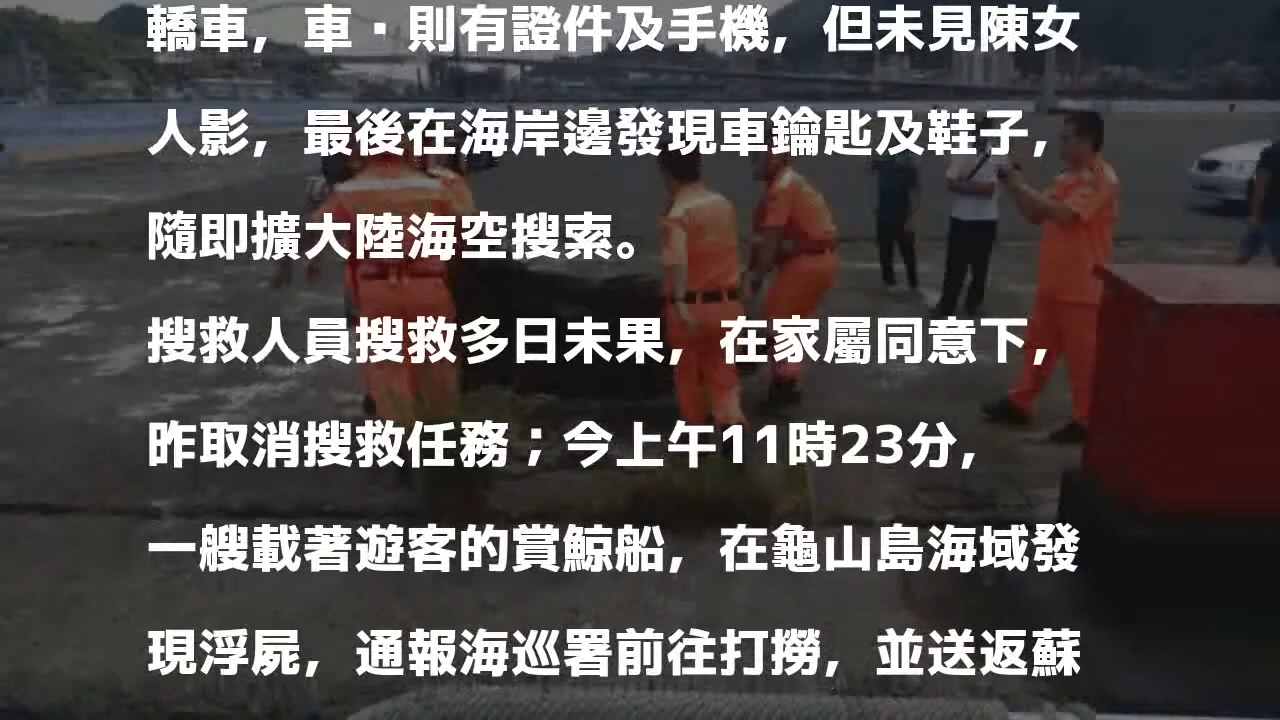 轎車，車·則有證件及手機，但未見陳女
人影，最後在海岸邊發現車鑰匙及鞋子，
隨即擴大陸海空搜索。
搜救人員搜救多日未果，在家屬同意下，
昨取消搜救任務；今上午11時23分，
一艘載著遊客的賞鯨船，在龜山島海域發
現浮屍，通報海巡署前往打撈，並送返蘇